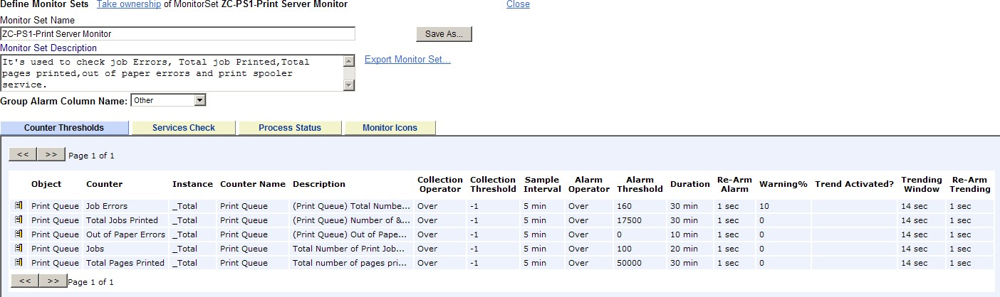 Define Monitor Sets Take ownership of MonitorSet ZC-PS1-Print Server Monitor Close
Monitor Set Name
ZC-PS1-Print Server Monitor Save As...
Monitor Set Description
It's used to check job Errors, Total job Printed,Total
pages printed,out of paper errors and print spooler
service.
Export Monitor Set...
Group Alarm Column Name: Other
Counter Thresholds Services Check Process Status Monitor Icons
<< >> Page 1 of 1
Object Counter Instance Counter Name Description Collection Operator Collection Threshold Sample Interval Alarm Operator Alarm Threshold Duration Re-Arm Alarm Warning% Trend Activated? Trending Window Re-Arm Trending
Print Queue Job Errors _Total Print Queue (Print Queue) Total Numbe... Over -1 5 min Over 160 30 min 1 sec 10 14 sec 1 sec
Print Queue Total Jobs Printed _Total Print Queue (Print Queue) Number of &... Over -1 5 min Over 17500 30 min 1 sec 0 14 sec 1 sec
Print Queue Out of Paper Errors _Total Print Queue (Print Queue) Out of Pape... Over -1 5 min Over 0 10 min 1 sec 0 14 sec 1 sec
Print Queue Jobs _Total Print Queue Total Number of Print Job... Over -1 5 min Over 100 20 min 1 sec 0 14 sec 1 sec
Print Queue Total Pages Printed _Total Print Queue Total number of pages pri... Over -1 5 min Over 50000 30 min 1 sec 0 14 sec 1 sec
<< >> Page 1 of 1